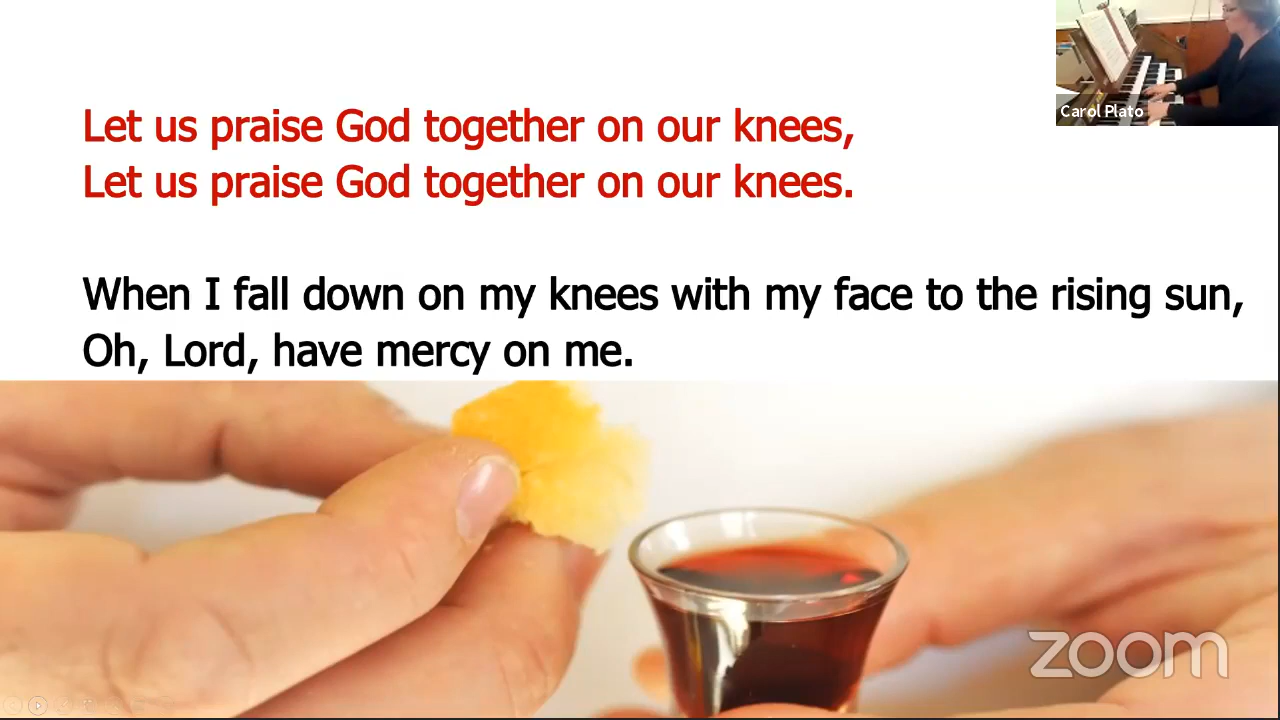 Let us praise God together on our knees,
Let us praise God together on our knees.
When I fall down on my knees with my face to the rising sun,
Oh, Lord, have mercy on me.
Carol Plato
zoom